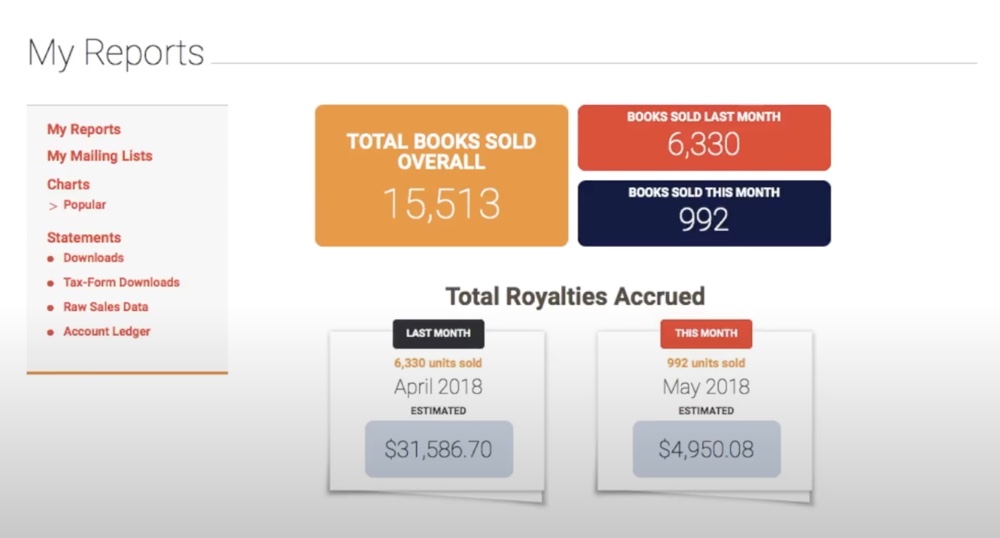 My Reports
My Reports
My Mailing Lists
Charts
> Popular
Statements
• Downloads
• Tax-Form Downloads
• Raw Sales Data
• Account Ledger
TOTAL BOOKS SOLD
OVERALL
15,513
BOOKS SOLD LAST MONTH
6,330
BOOKS SOLD THIS MONTH
992
Total Royalties Accrued
LAST MONTH
6,330 units sold
April 2018
ESTIMATED
$31,586.70
THIS MONTH
992 units sold
May 2018
ESTIMATED
$4,950.08